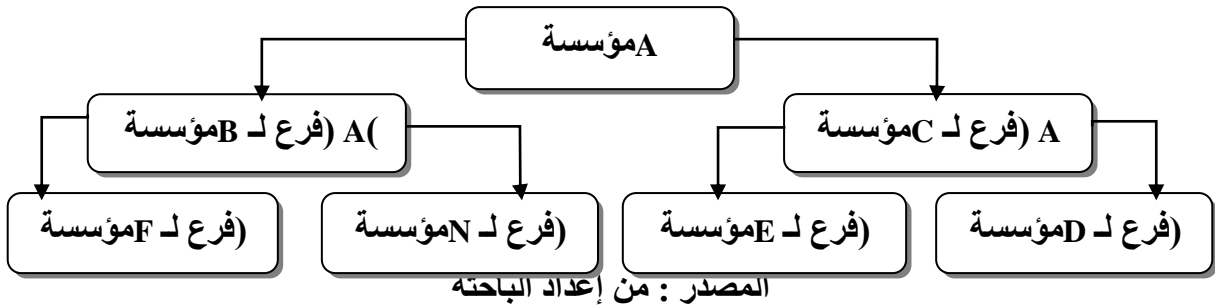 Aمؤسسة
A (فرع لـ Cمؤسسة
)A (فرع لـ Bمؤسسة
(فرع لـ Dمؤسسة
(فرع لـ Eمؤسسة
(فرع لـ Nمؤسسة
(فرع لـ Fمؤسسة
المصدر : من إعداد الباحثة